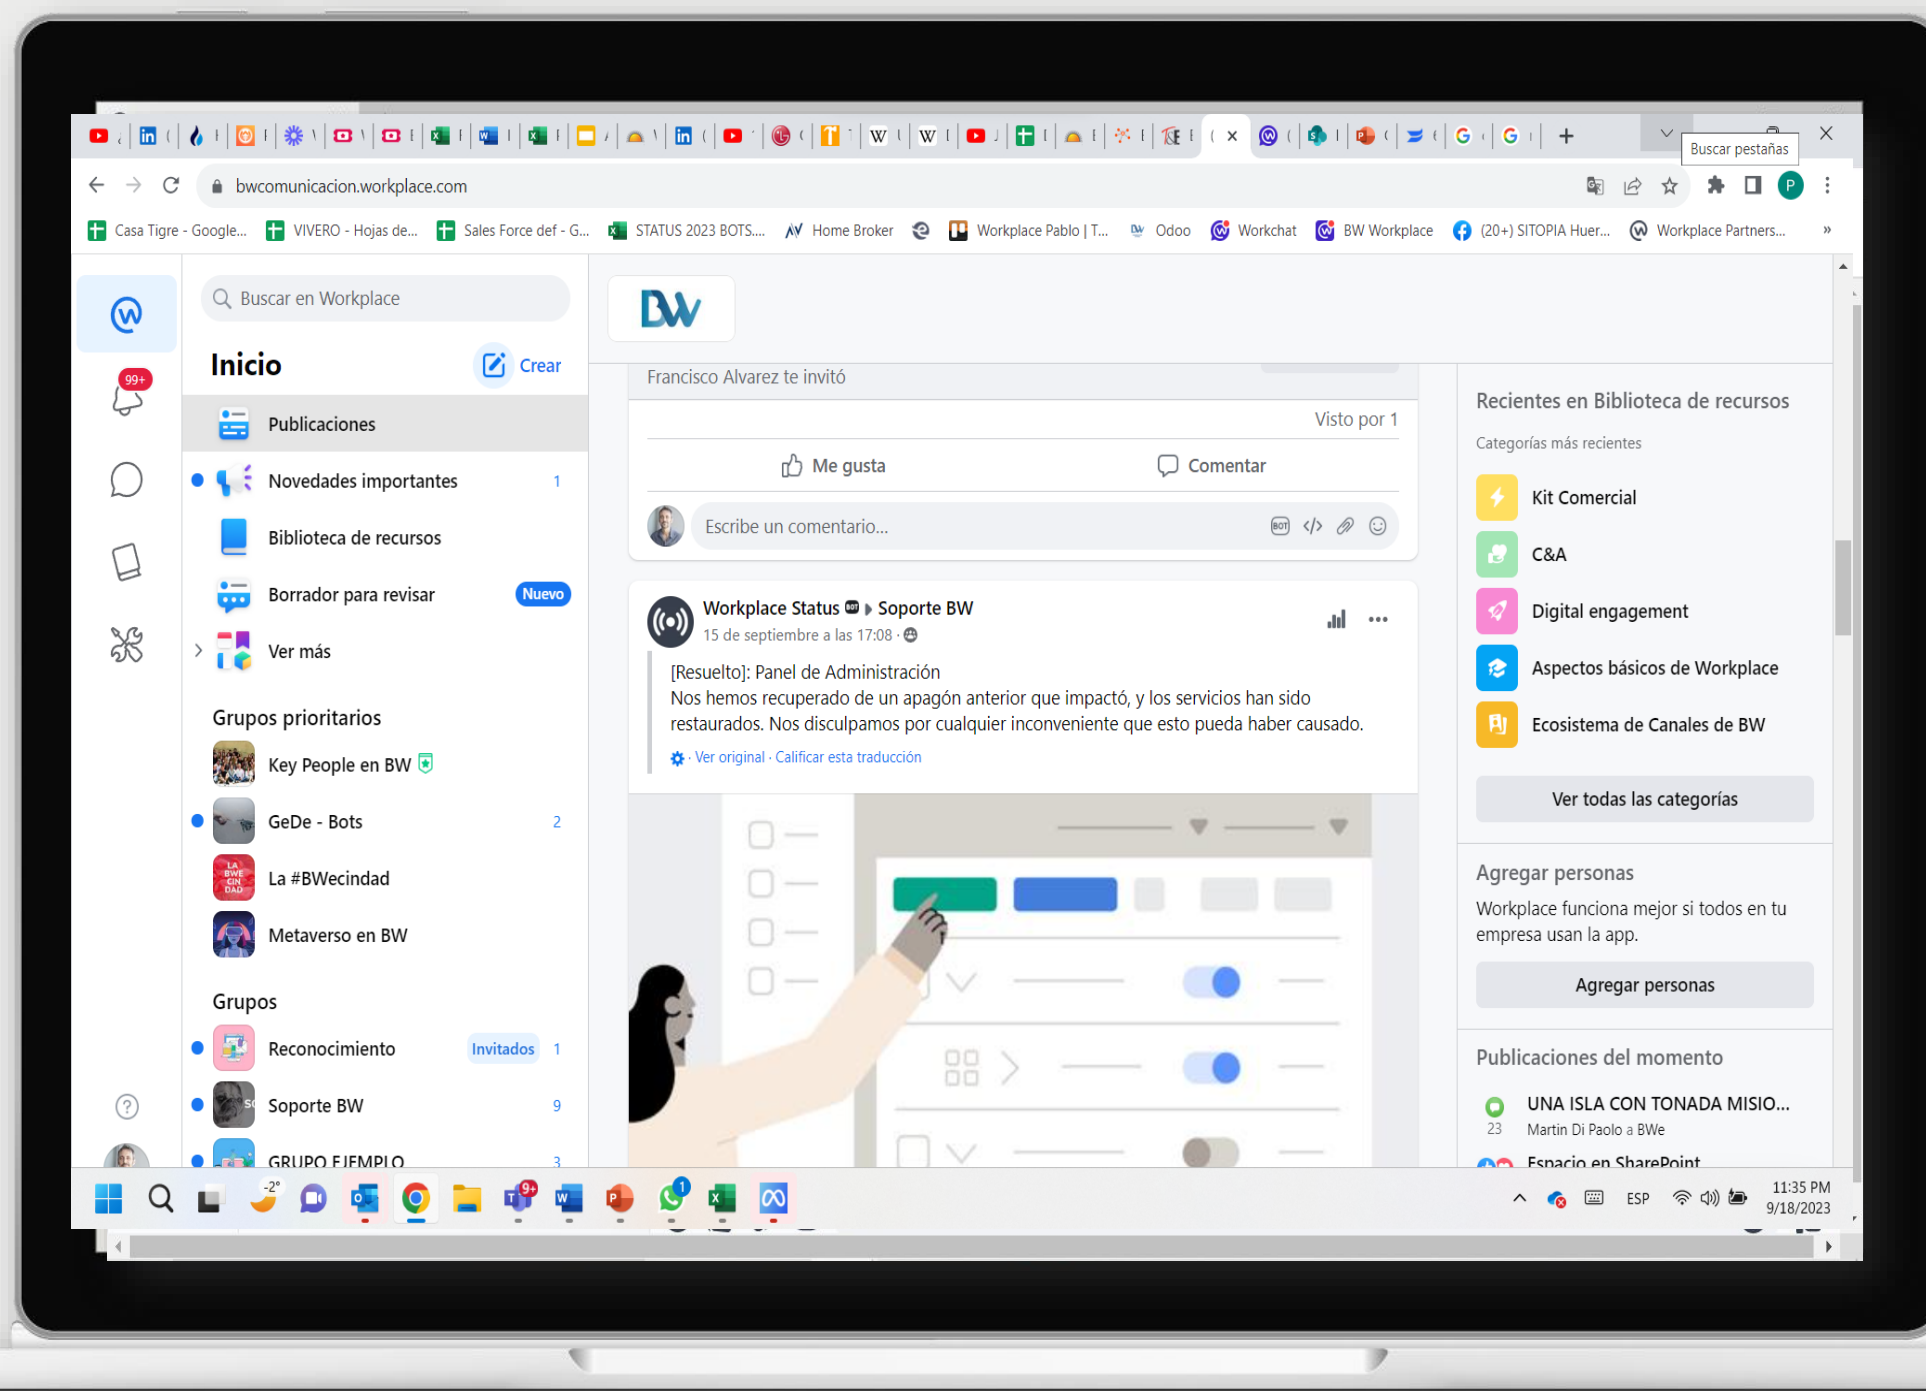 Buscar pestañas
bwcomunicacion.workplace.com
P
Casa Tigre - Google...
VIVERO - Hojas de...
Sales Force def - G...
STATUS 2023 BOTS....
Home Broker
Workplace Pablo | T...
Odoo
Workchat
BW Workplace
(20+) SITOPIA Huer...
Workplace Partners...
99+
Buscar en Workplace
Inicio
Crear
Publicaciones
Novedades importantes 1
Biblioteca de recursos
Borrador para revisar Nuevo
Ver más
Grupos prioritarios
Key People en BW
GeDe - Bots 2
LA BWE CIN DAD
La #BWecindad
Metaverso en BW
Grupos
Reconocimiento Invitados 1
Soporte BW 9
GRUPO EJEMPLO 3
BW
Francisco Alvarez te invitó
Visto por 1
Me gusta
Comentar
Escribe un comentario...
BOT
Workplace Status BOT ▸ Soporte BW
15 de septiembre a las 17:08 ·
[Resuelto]: Panel de Administración
Nos hemos recuperado de un apagón anterior que impactó, y los servicios han sido
restaurados. Nos disculpamos por cualquier inconveniente que esto pueda haber causado.
· Ver original · Calificar esta traducción
Recientes en Biblioteca de recursos
Categorías más recientes
Kit Comercial
C&A
Digital engagement
Aspectos básicos de Workplace
Ecosistema de Canales de BW
Ver todas las categorías
Agregar personas
Workplace funciona mejor si todos en tu
empresa usan la app.
Agregar personas
Publicaciones del momento
UNA ISLA CON TONADA MISIO...
23
Martin Di Paolo a BWe
Espacio en SharePoint
-2°
9+
1
ESP
11:35 PM
9/18/2023